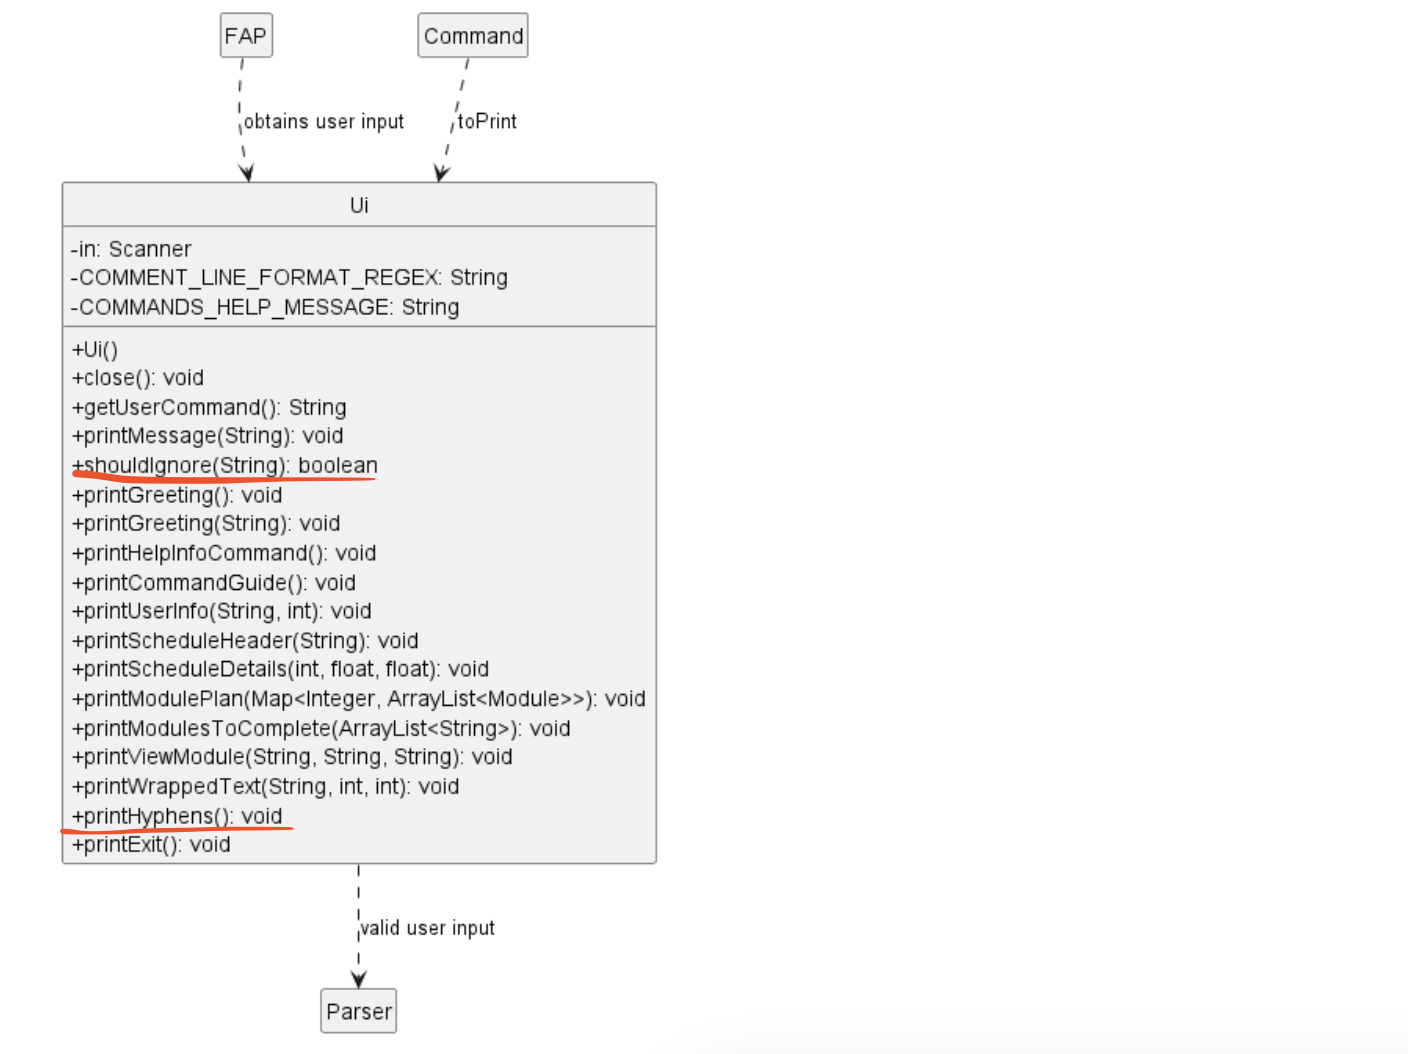 FAP
Command
obtains user input
toPrint
Ui
-in: Scanner
-COMMENT_LINE_FORMAT_REGEX: String
-COMMANDS_HELP_MESSAGE: String
+Ui()
+close(): void
+getUserCommand(): String
+printMessage(String): void
+shouldIgnore(String): boolean
+printGreeting(): void
+printGreeting(String): void
+printHelpInfoCommand(): void
+printCommandGuide(): void
+printUserInfo(String, int): void
+printScheduleHeader(String): void
+printScheduleDetails(int, float, float): void
+printModulePlan(Map<Integer, ArrayList<Module>>): void
+printModulesToComplete(ArrayList<String>): void
+printViewModule(String, String, String): void
+printWrappedText(String, int, int): void
+printHyphens(): void
+printExit(): void
valid user input
Parser